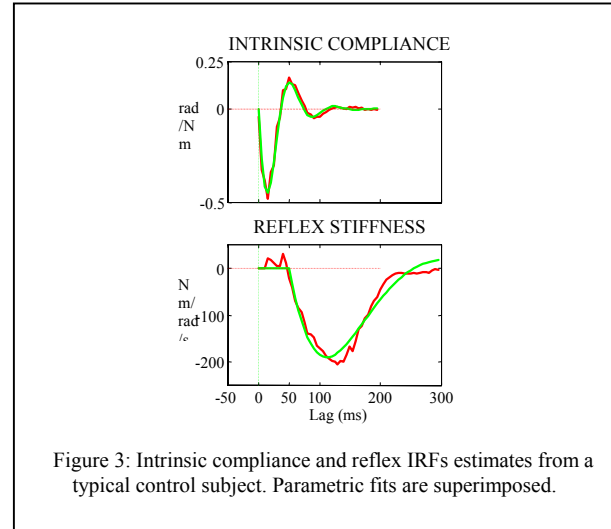 INTRINSIC COMPLIANCE
0.25
rad
/N
m
0
-0.5
REFLEX STIFFNESS
N
m/
rad
0
-100
-200
-50 0 50 100 200 300
Lag (ms)
Figure 3: Intrinsic compliance and reflex IRFs estimates from a
typical control subject. Parametric fits are superimposed.